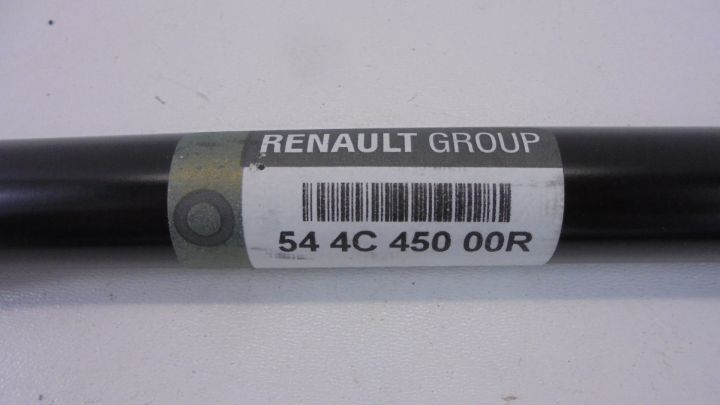 RENAULT GROUP
54 4C 450 00R